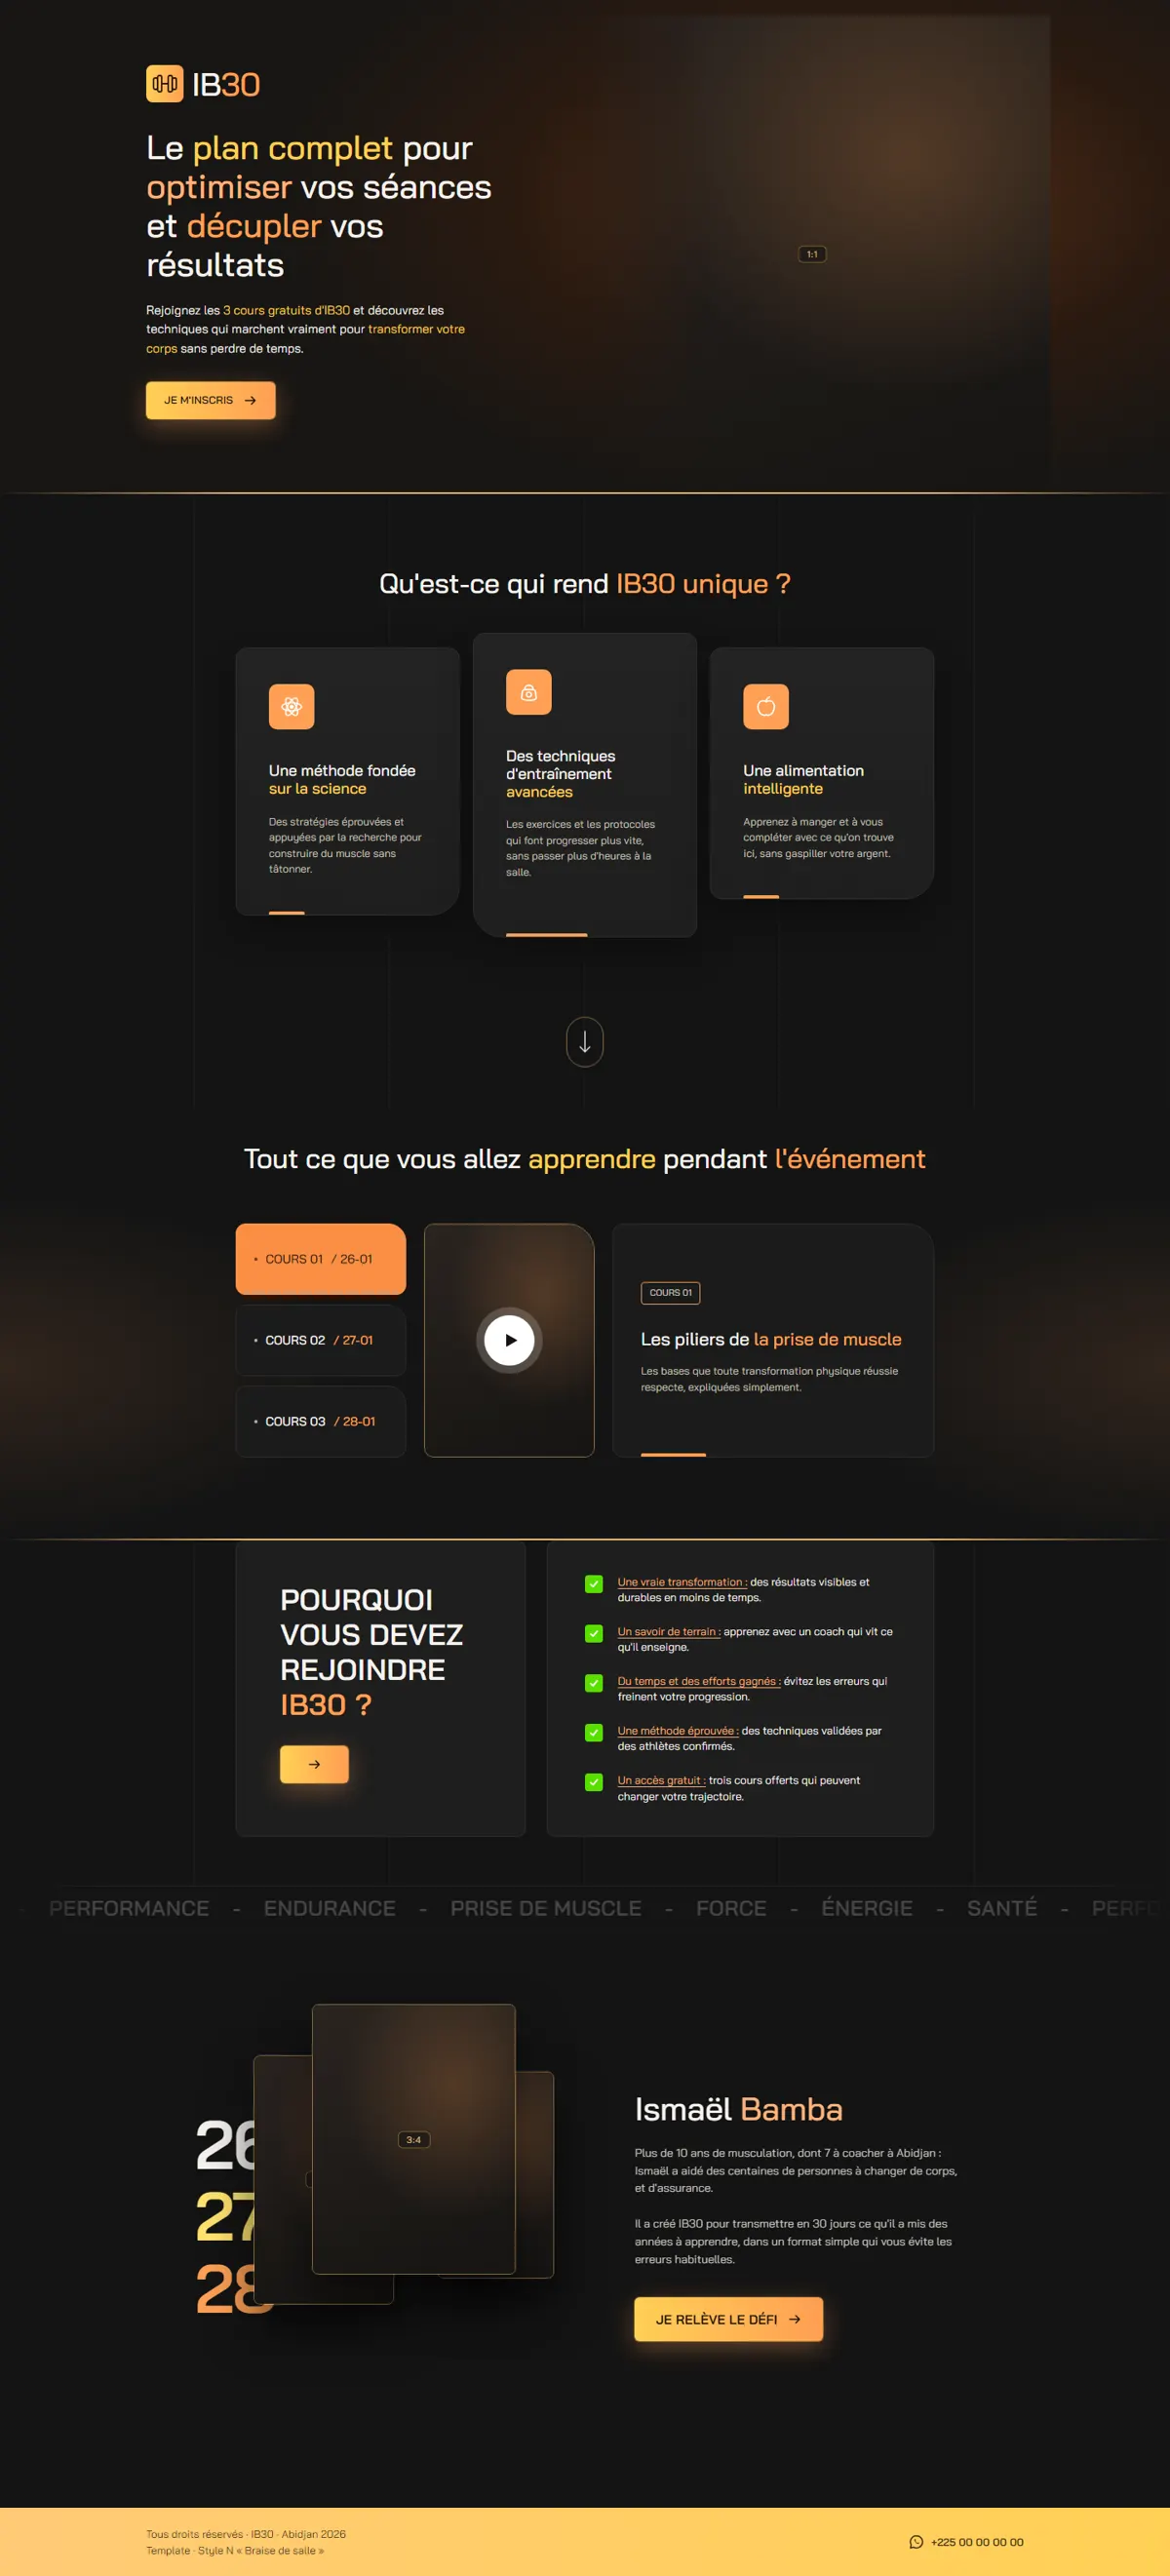 IB30
Le plan complet pour
optimiser vos séances
et décupler vos
résultats
Rejoignez les 3 cours gratuits d'IB30 et découvrez les
techniques qui marchent vraiment pour transformer votre
corps sans perdre de temps.
JE M'INSCRIS
1:1
Qu'est-ce qui rend IB30 unique ?
Une méthode fondée
sur la science
Des stratégies éprouvées et
appuyées par la recherche pour
construire du muscle sans
tâtonner.
Des techniques
d'entraînement
avancées
Les exercices et les protocoles
qui font progresser plus vite,
sans passer plus d'heures à la
salle.
Une alimentation
intelligente
Apprenez à manger et à vous
compléter avec ce qu'on trouve
ici, sans gaspiller votre argent.
Tout ce que vous allez apprendre pendant l'événement
COURS 01 / 26-01
COURS 02 / 27-01
COURS 03 / 28-01
COURS 01
Les piliers de la prise de muscle
Les bases que toute transformation physique réussie
respecte, expliquées simplement.
POURQUOI
VOUS DEVEZ
REJOINDRE
IB30 ?
Une vraie transformation : des résultats visibles et
durables en moins de temps.
Un savoir de terrain : apprenez avec un coach qui vit ce
qu'il enseigne.
Du temps et des efforts gagnés : évitez les erreurs qui
freinent votre progression.
Une méthode éprouvée : des techniques validées par
des athlètes confirmés.
Un accès gratuit : trois cours offerts qui peuvent
changer votre trajectoire.
PERFORMANCE - ENDURANCE - PRISE DE MUSCLE - FORCE - ÉNERGIE - SANTÉ - PERFO
26
27
28
3:4
Ismaël Bamba
Plus de 10 ans de musculation, dont 7 à coacher à Abidjan :
Ismaël a aidé des centaines de personnes à changer de corps,
et d'assurance.
Il a créé IB30 pour transmettre en 30 jours ce qu'il a mis des
années à apprendre, dans un format simple qui vous évite les
erreurs habituelles.
JE RELÈVE LE DÉFI
Tous droits réservés · IB30 · Abidjan 2026
Template · Style N « Braise de salle »
+225 00 00 00 00